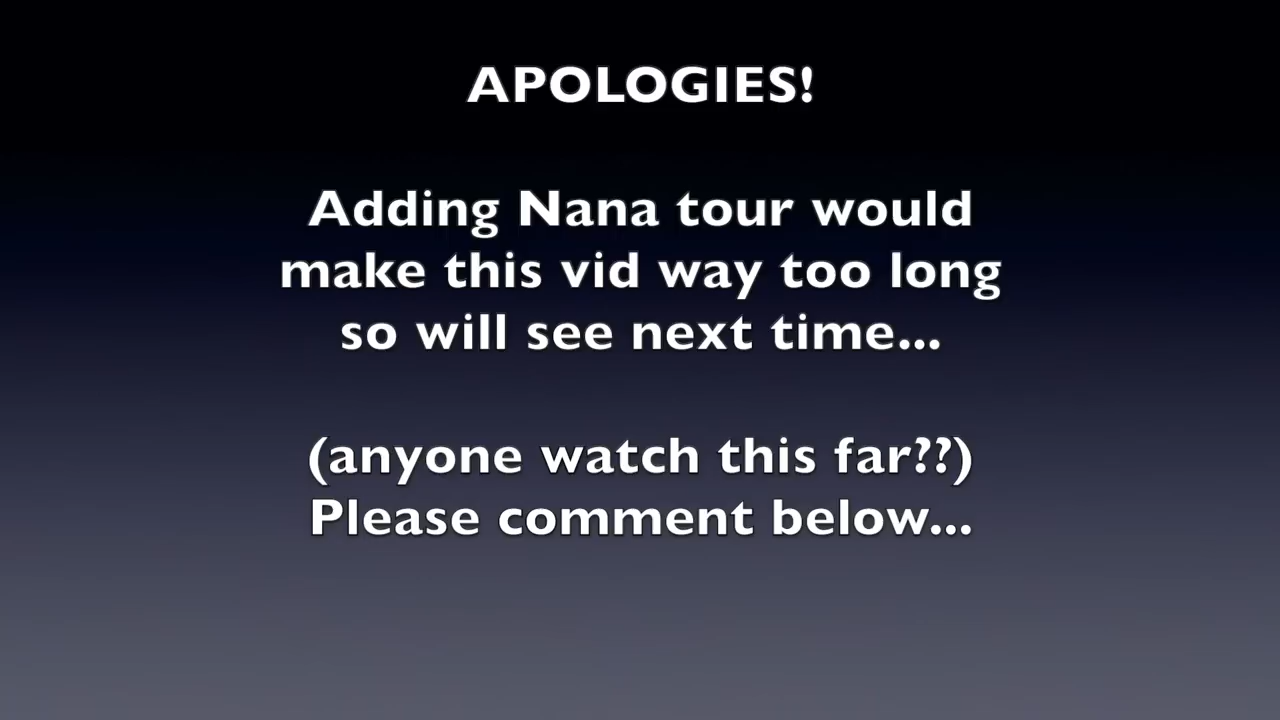 APOLOGIES!
Adding Nana tour would
make this vid way too long
so will see next time...
(anyone watch this far??)
Please comment below...